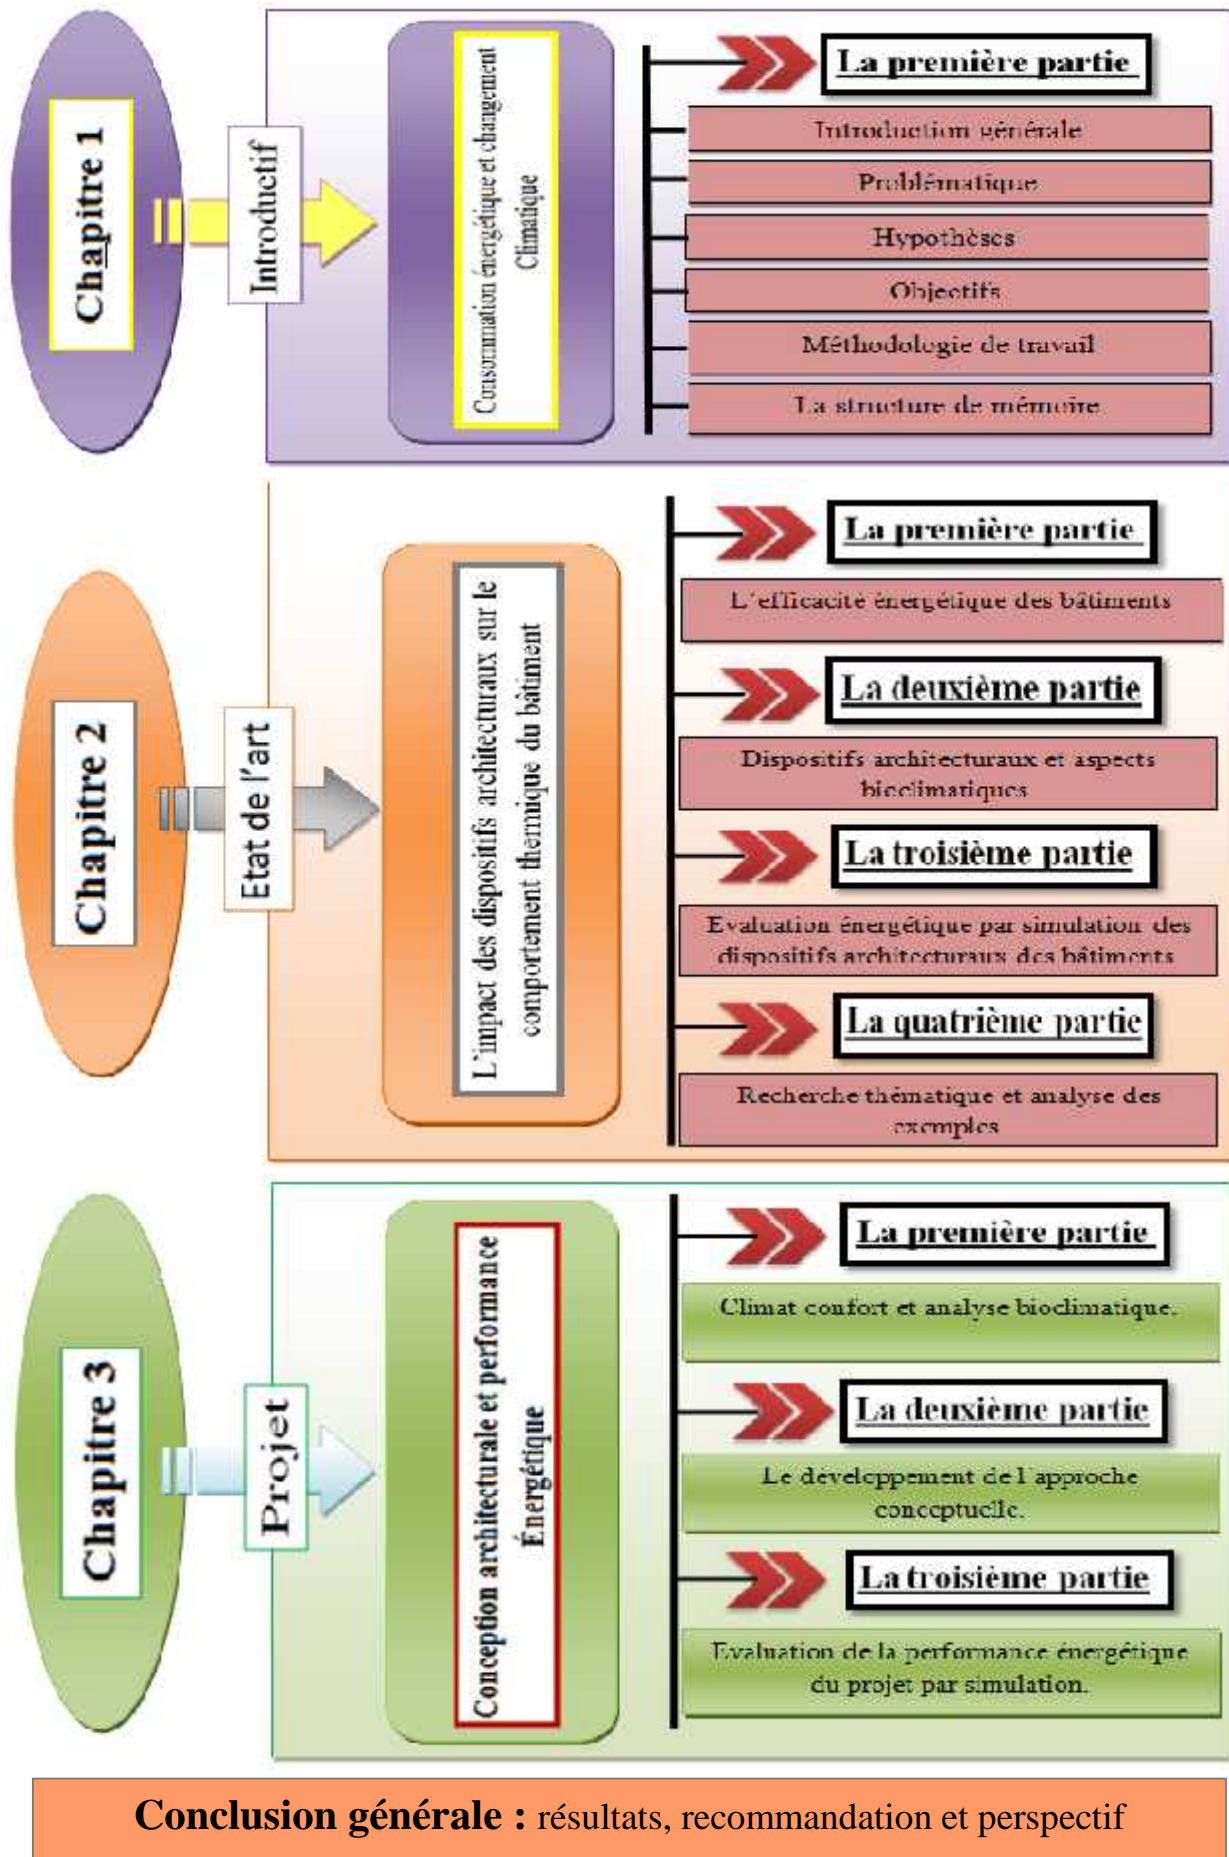 Chapitre 1
Introductif
Consommation énergétique et changement
Climatique
La première partie
Introduction générale
Problématique
Hypothèses
Objectifs
Méthodologie de travail
La structure de mémoire
Chapitre 2
Etat de l'art
L'impact des dispositifs architecturaux sur le
comportement thermique du bâtiment
La première partie
L'efficacité énergétique des bâtiments
La deuxième partie
Dispositifs architecturaux et aspects
bioclimatiques
La troisième partie
Evaluation énergétique par simulation des
dispositifs architecturaux des bâtiments
La quatrième partie
Recherche thématique et analyse des
exemples
Chapitre 3
Projet
Conception architecturale et performance
Énergétique
La première partie
Climat confort et analyse bioclimatique.
La deuxième partie
Le développement de l'approche
conceptuelle.
La troisième partie
Evaluation de la performance énergétique
du projet par simulation.
Conclusion générale : résultats, recommandation et perspectif